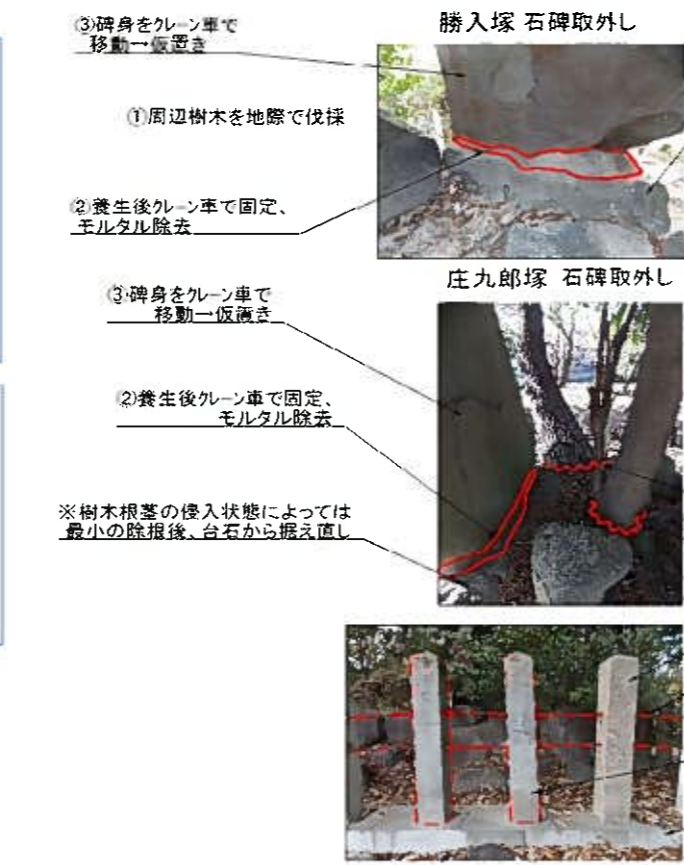 勝入塚 石碑取外し
③碑身をクレーン車で
移動→仮置き
①周辺樹木を地際で伐採
②養生後クレーン車で固定、
モルタル除去
庄九郎塚 石碑取外し
③碑身をクレーン車で
移動→仮置き
②養生後クレーン車で固定、
モルタル除去
※樹木根茎の侵入状態によっては
最小の除根後、台石から据え直し